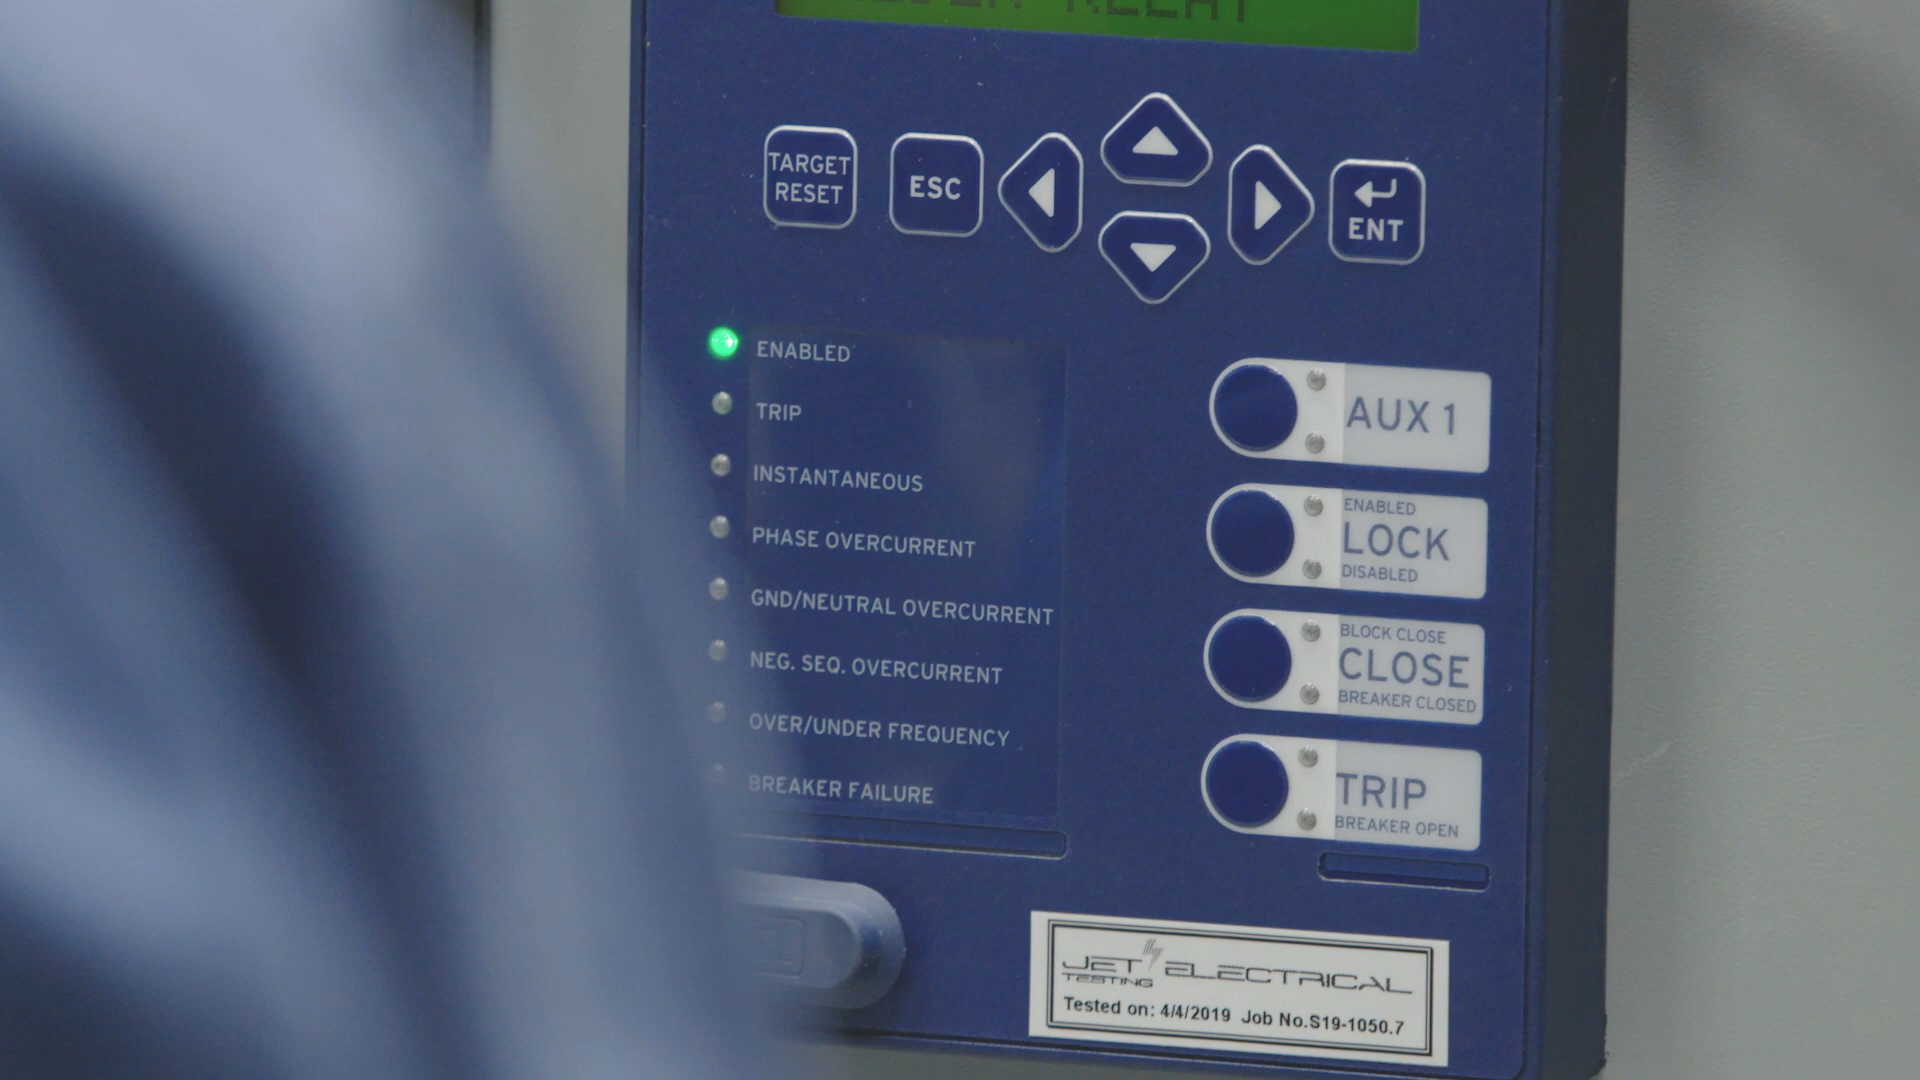 RELAY
TARGET
RESET
ESC
ENT
ENABLED
TRIP
INSTANTANEOUS
PHASE OVERCURRENT
GND/NEUTRAL OVERCURRENT
NEG. SEQ. OVERCURRENT
OVER/UNDER FREQUENCY
BREAKER FAILURE
AUX 1
ENABLED
LOCK
DISABLED
BLOCK CLOSE
CLOSE
BREAKER CLOSED
TRIP
BREAKER OPEN
JET ELECTRICAL
TESTING
Tested on: 4/4/2019 Job No.S19-1050.7